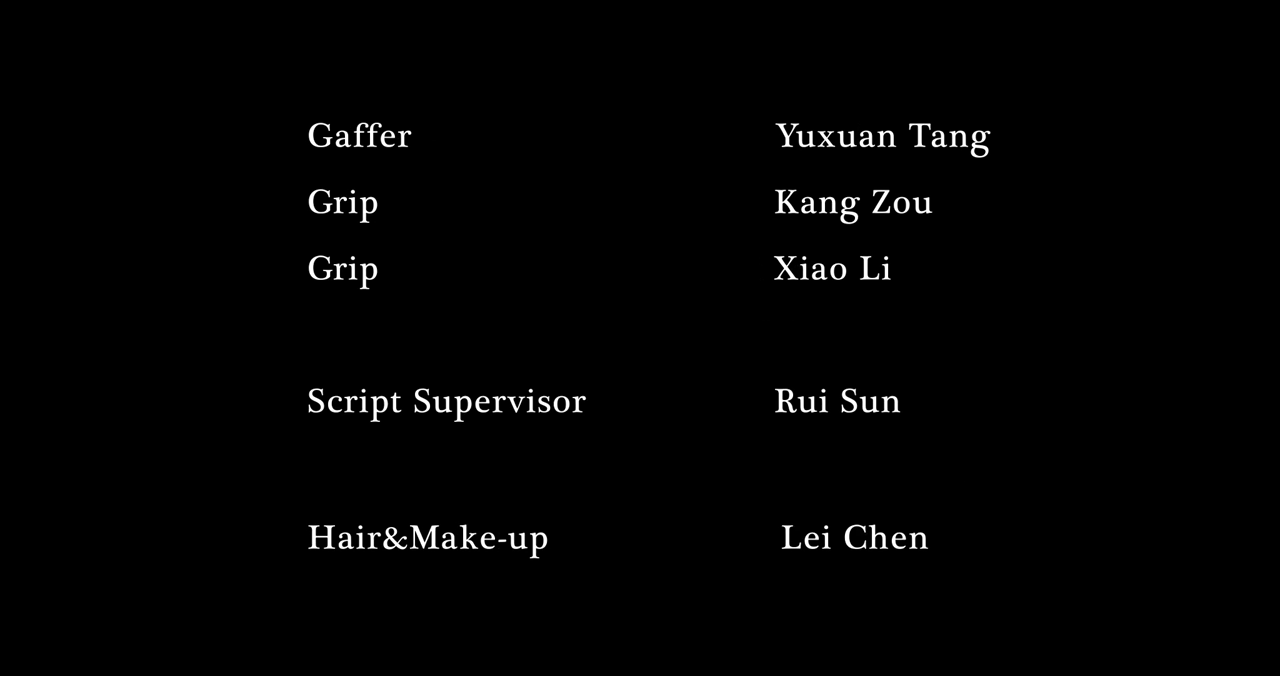 Gaffer Yuxuan Tang
Grip Kang Zou
Grip Xiao Li
Script Supervisor Rui Sun
Hair&Make-up Lei Chen